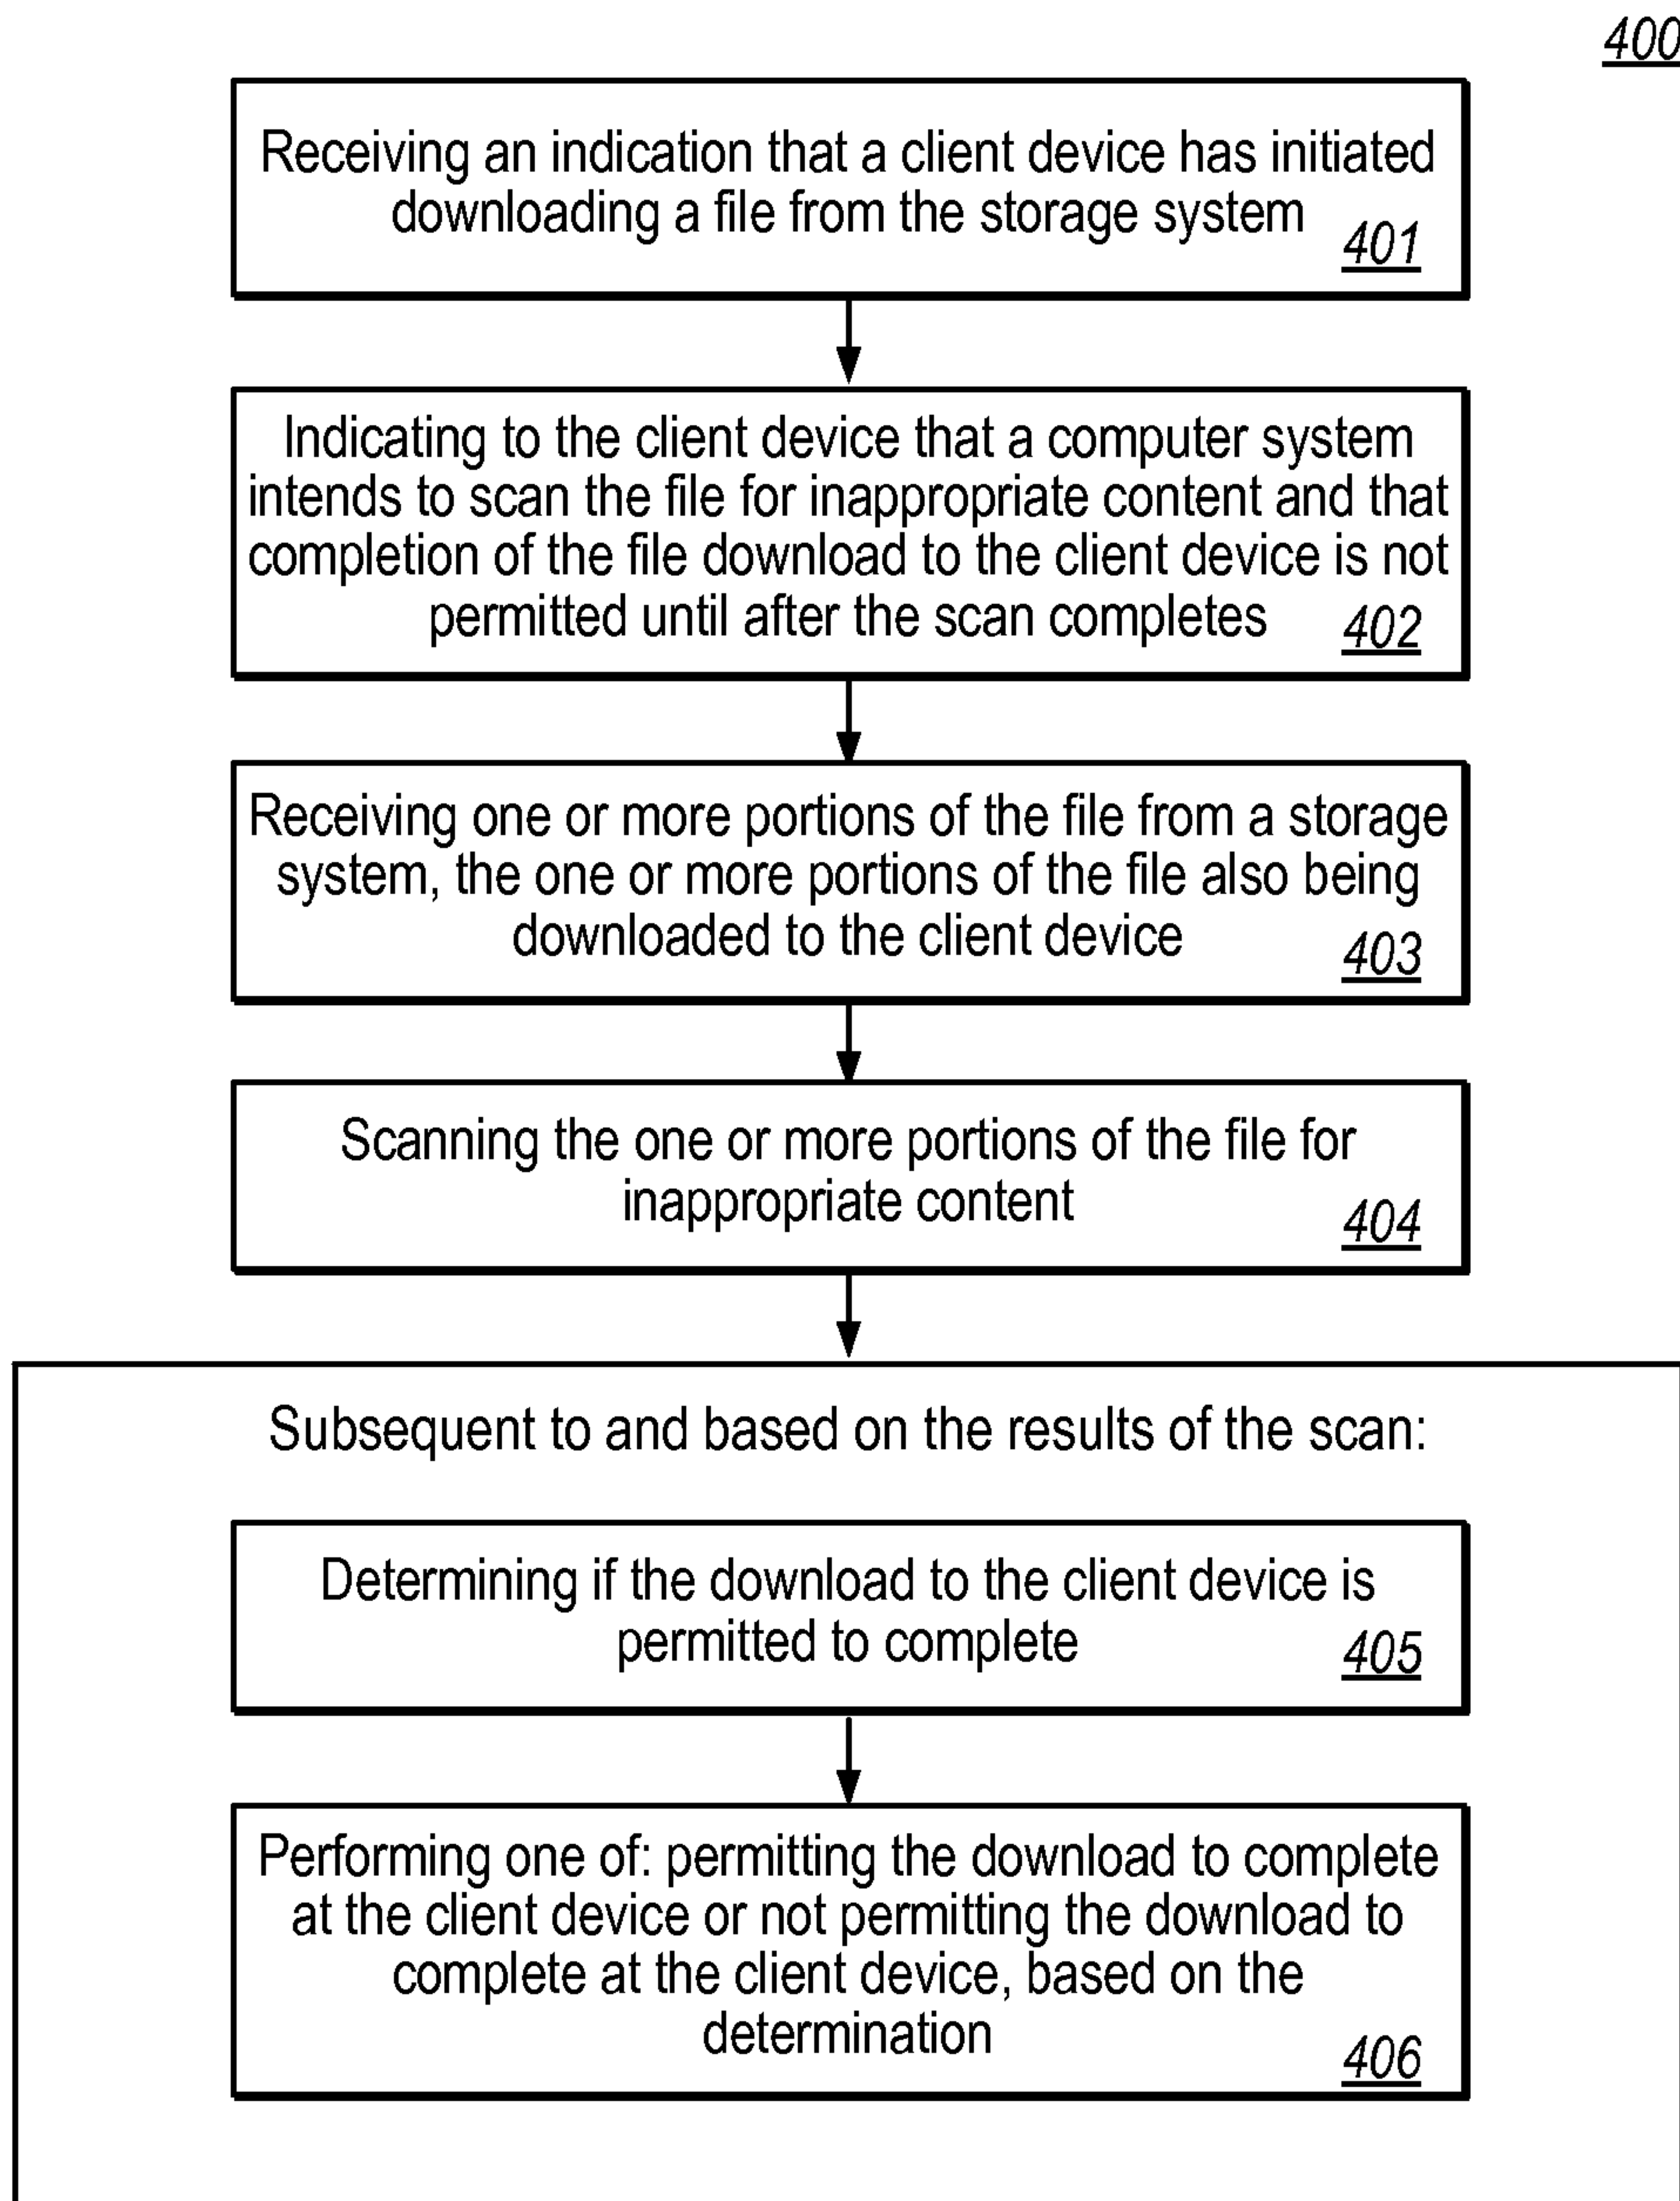 400
Receiving an indication that a client device has initiated
downloading a file from the storage system
401
Indicating to the client device that a computer system
intends to scan the file for inappropriate content and that
completion of the file download to the client device is not
permitted until after the scan completes
402
Receiving one or more portions of the file from a storage
system, the one or more portions of the file also being
downloaded to the client device
403
Scanning the one or more portions of the file for
inappropriate content
404
Subsequent to and based on the results of the scan:
Determining if the download to the client device is
permitted to complete
405
Performing one of: permitting the download to complete
at the client device or not permitting the download to
complete at the client device, based on the
determination
406